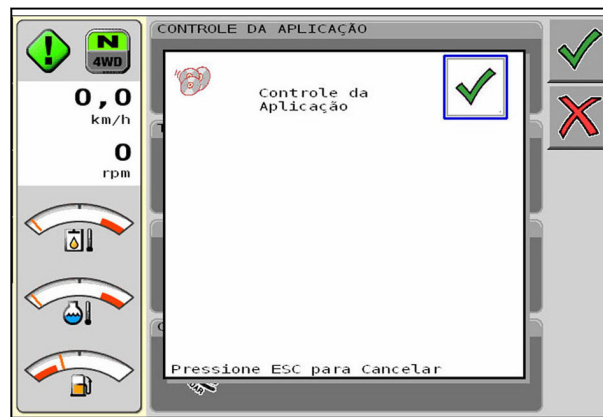 CONTROLE DA APLICAÇÃO
N
4WD
0,0
km/h
0
rpm
Controle da
Aplicação
Pressione ESC para Cancelar